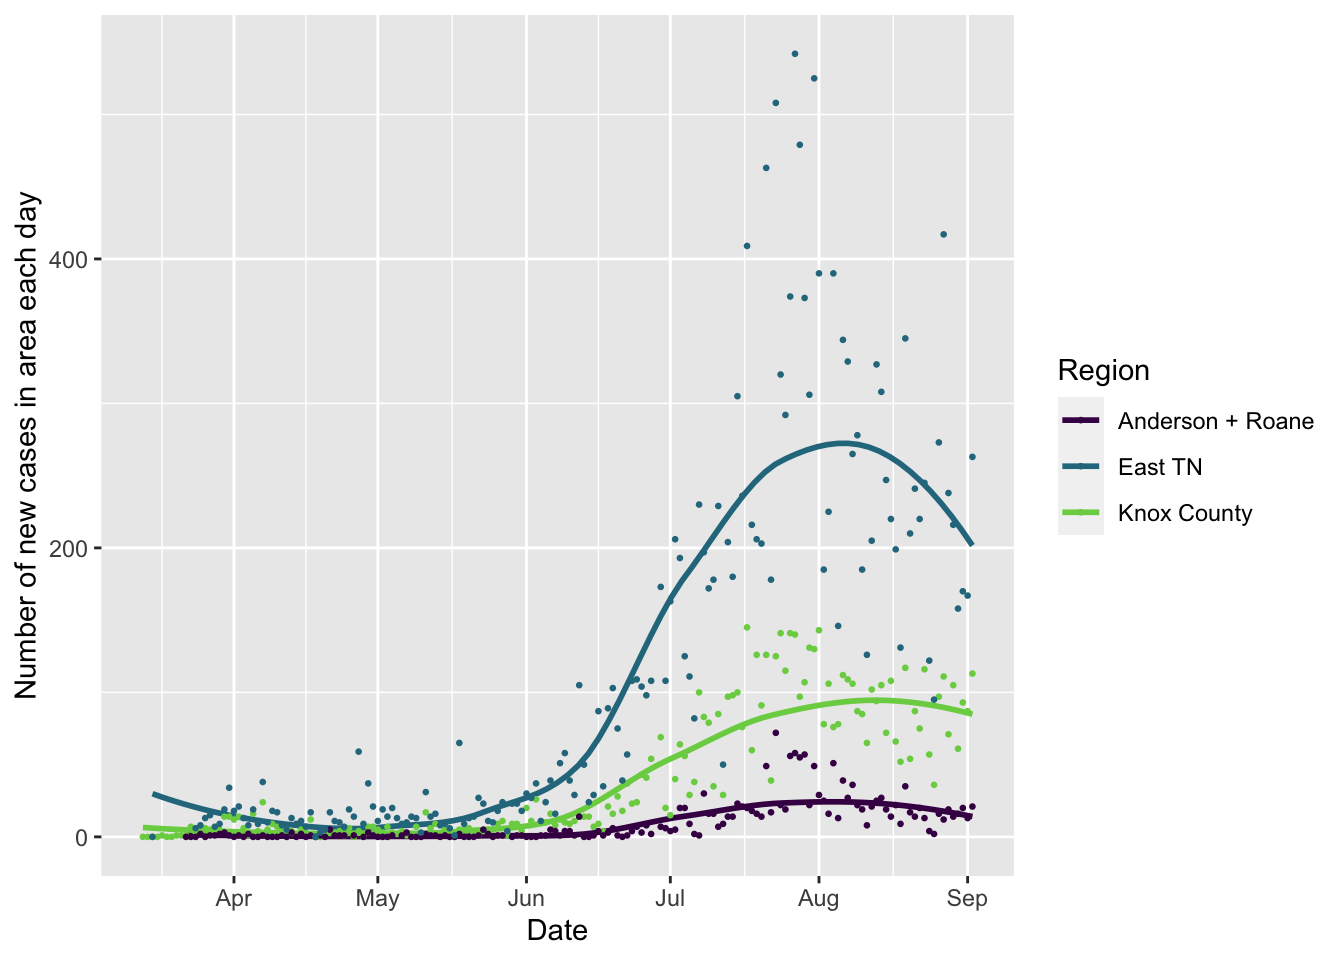 Number of new cases in area each day
400
200
0
Apr
May
Jun
Jul
Aug
Sep
Date
Region
Anderson + Roane
East TN
Knox County